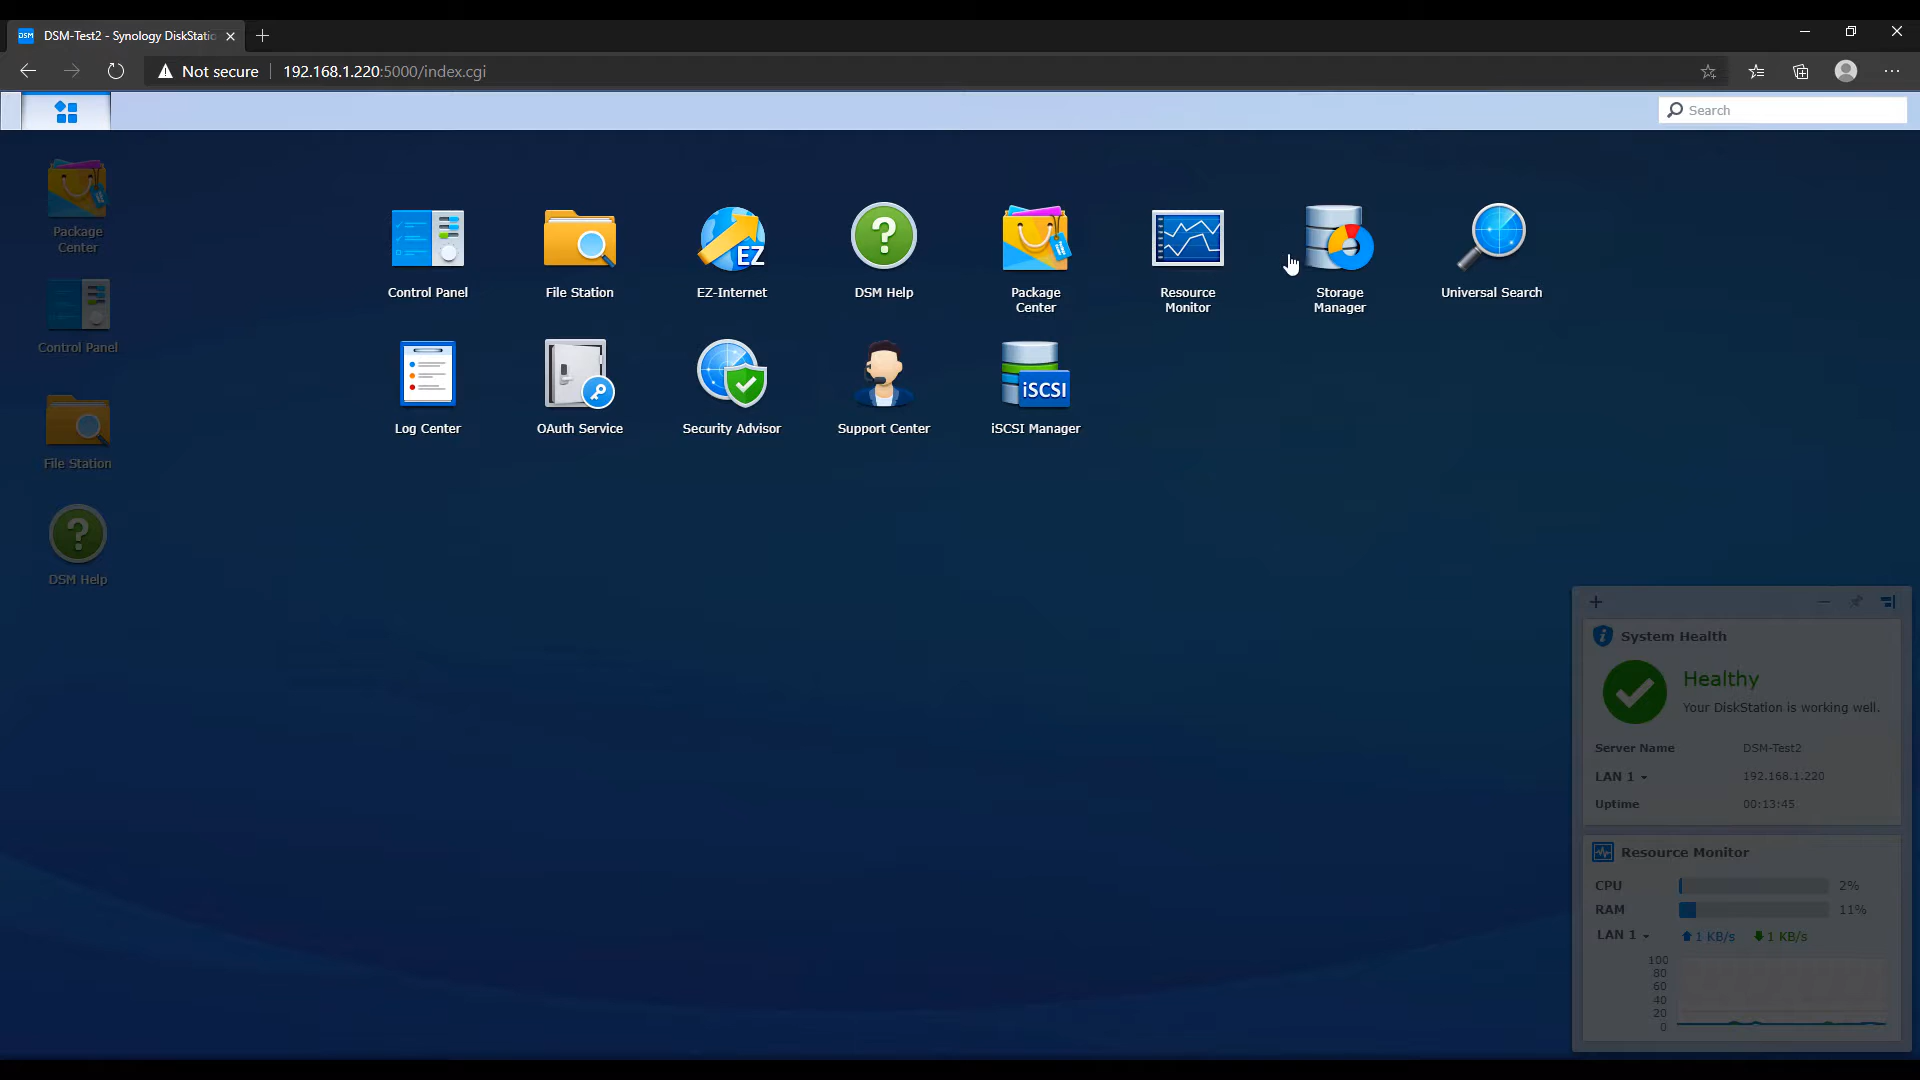 DSM DSM-Test2 - Synology DiskStatio
Not secure 192.168.1.220:5000/index.cgi
Search
Package Center
Control Panel
File Station
DSM Help
Control Panel
File Station
EZ
EZ-Internet
?
DSM Help
Package
Center
Resource
Monitor
Storage
Manager
Universal Search
Log Center
OAuth Service
Security Advisor
Support Center
iSCSI
iSCSI Manager
System Health
Healthy
Your DiskStation is working well.
Server Name DSM-Test2
LAN 1 192.168.1.220
Uptime 00:13:45
Resource Monitor
CPU 2%
RAM 11%
LAN 1 1 KB/s 1 KB/s
100
80
60
40
20
0